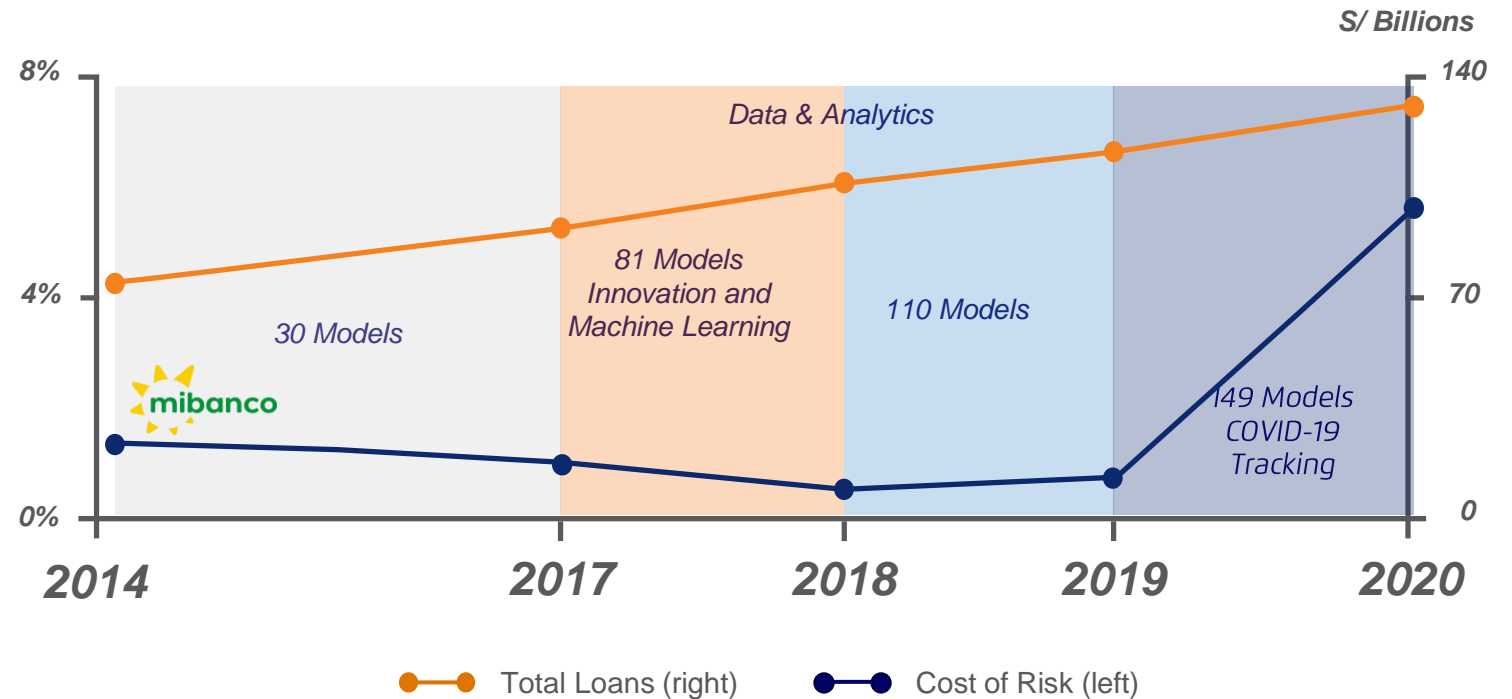 S/ Billions
8%
140
Data & Analytics
81 Models
Innovation and
Machine Learning
4%
70
110 Models
30 Models
mibanco
149 Models
COVID-19
Tracking
0%
0
2014
2017
2018
2019
2020
Total Loans (right)
Cost of Risk (left)